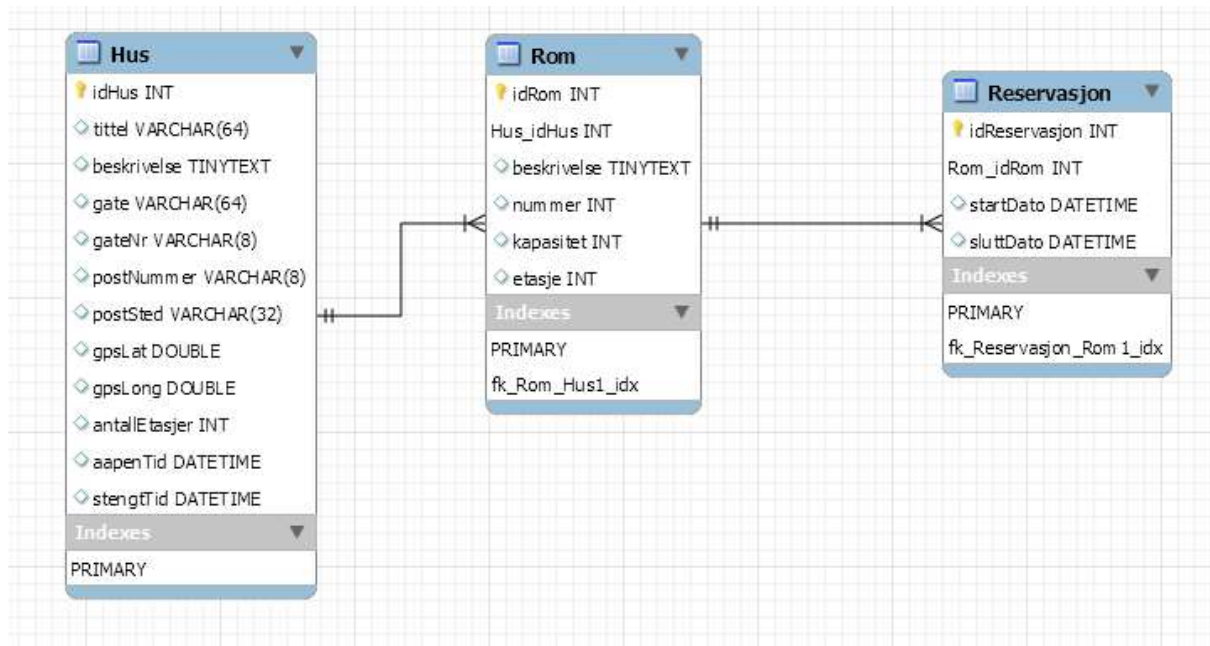 Hus
idHus INT
tittel VARCHAR(64)
beskrivelse TINYTEXT
gate VARCHAR(64)
gateNr VARCHAR(8)
postNummer VARCHAR(8)
postSted VARCHAR(32)
gpsLat DOUBLE
gpsLong DOUBLE
antallEtasjer INT
aapenTid DATETIME
stengtTid DATETIME
Indexes
PRIMARY
Rom
idRom INT
Hus_idHus INT
beskrivelse TINYTEXT
nummer INT
kapasitet INT
etasje INT
Indexes
PRIMARY
fk_Rom_Hus1_idx
Reservasjon
idReservasjon INT
Rom_idRom INT
startDato DATETIME
sluttDato DATETIME
Indexes
PRIMARY
fk_Reservasjon_Rom1_idx